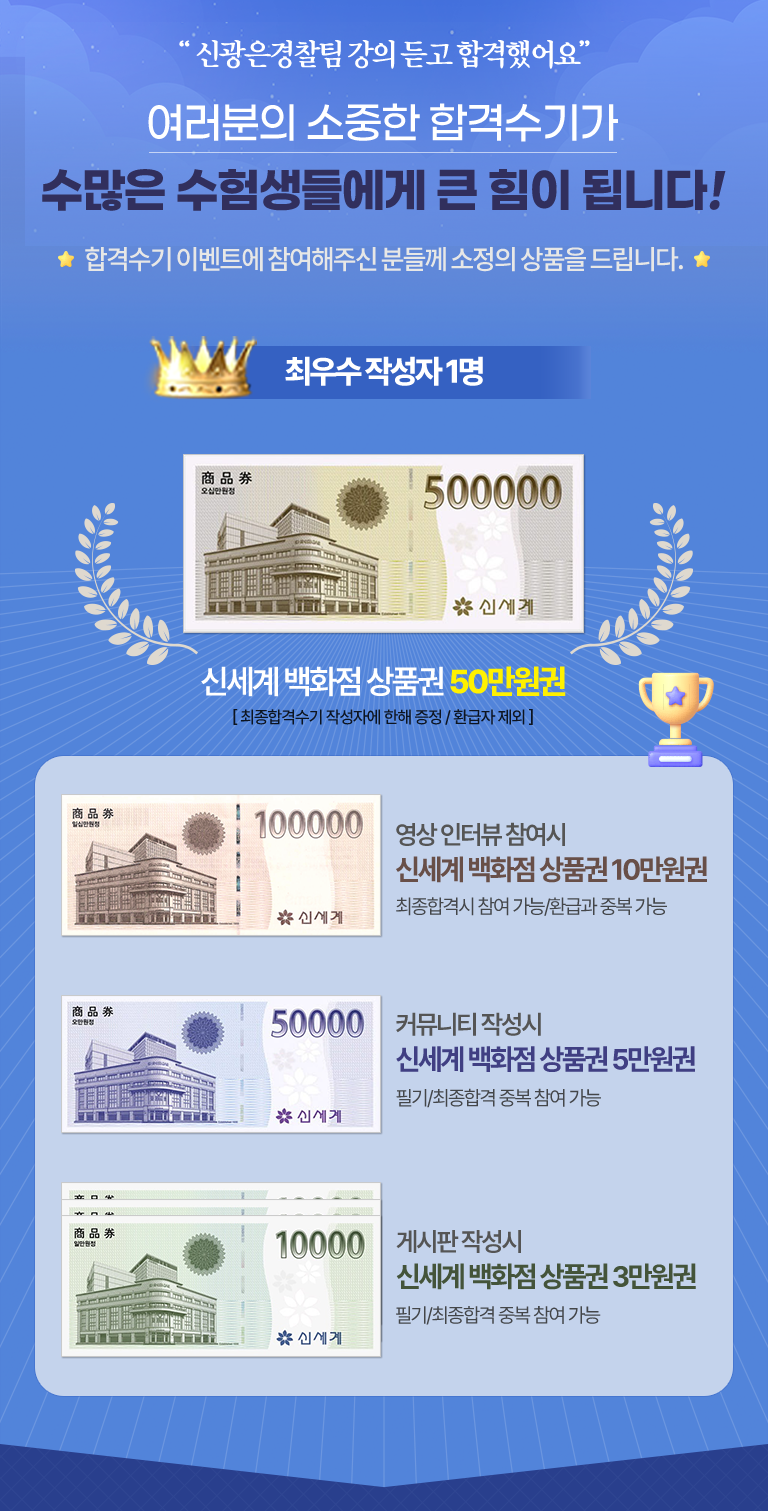 “ 신광은경찰팀 강의 듣고 합격했어요”
여러분의 소중한 합격수기가
수많은 수험생들에게 큰 힘이 됩니다!
합격수기 이벤트에 참여해주신 분들께 소정의 상품을 드립니다.
최우수 작성자 1명
商品券
오십만원정
500000
신세계
신세계 백화점 상품권 50만원권
[ 최종합격수기 작성자에 한해 증정 / 환급자 제외 ]
商品券
일십만원정
100000
신세계
영상 인터뷰 참여시
신세계 백화점 상품권 10만원권
최종합격시 참여 가능/환급과 중복 가능
商品券
오만원정
50000
신세계
커뮤니티 작성시
신세계 백화점 상품권 5만원권
필기/최종합격 중복 참여 가능
商品券
일만원정
10000
신세계
게시판 작성시
신세계 백화점 상품권 3만원권
필기/최종합격 중복 참여 가능